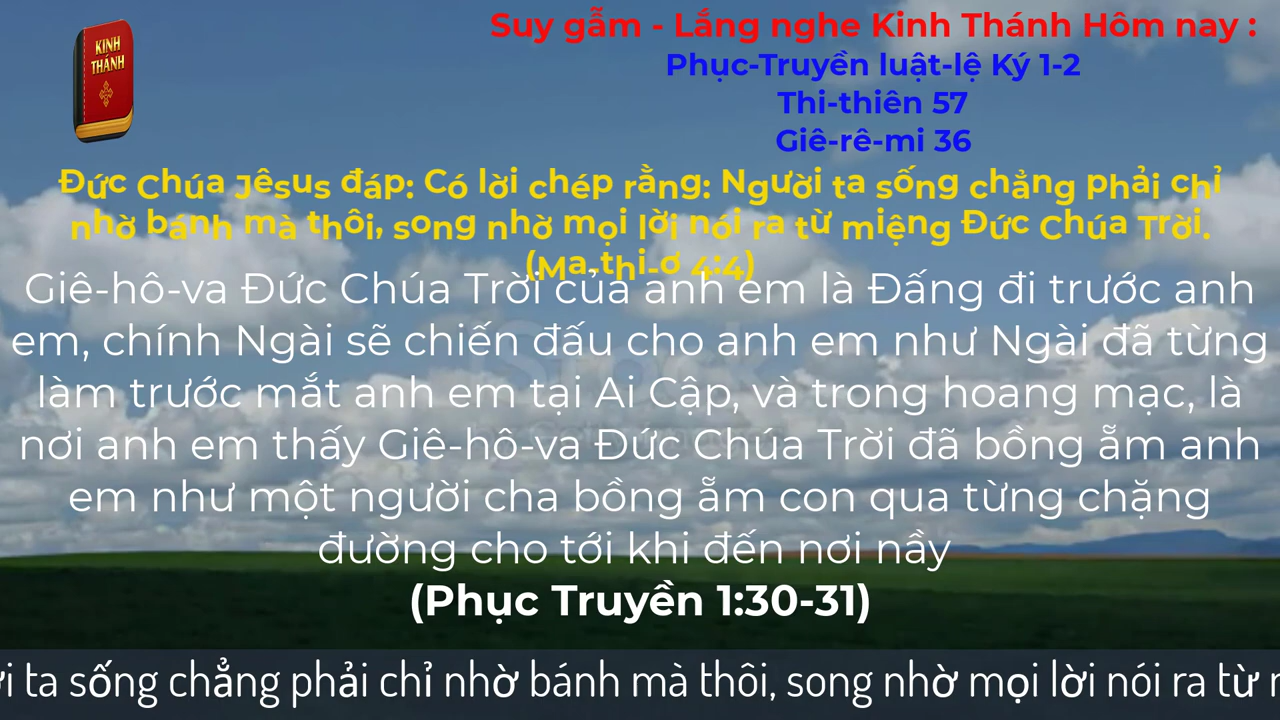 KINH
THÁNH
Suy gẫm - Lắng nghe Kinh Thánh Hôm nay :
Phục-Truyền luật-lệ Ký 1-2
Thi-thiên 57
Giê-rê-mi 36
Đức Chúa Jêsus đáp: Có lời chép rằng: Người ta sống chẳng phải chỉ
nhờ bánh mà thôi, song nhờ mọi lời nói ra từ miệng Đức Chúa Trời.
(Ma-thi-ơ 4:4)
Giê-hô-va Đức Chúa Trời của anh em là Đấng đi trước anh
em, chính Ngài sẽ chiến đấu cho anh em như Ngài đã từng
làm trước mắt anh em tại Ai Cập, và trong hoang mạc, là
nơi anh em thấy Giê-hô-va Đức Chúa Trời đã bồng ẵm anh
em như một người cha bồng ẵm con qua từng chặng
đường cho tới khi đến nơi nầy
(Phục Truyền 1:30-31)
ta sống chẳng phải chỉ nhờ bánh mà thôi, song nhờ mọi lời nói ra từ